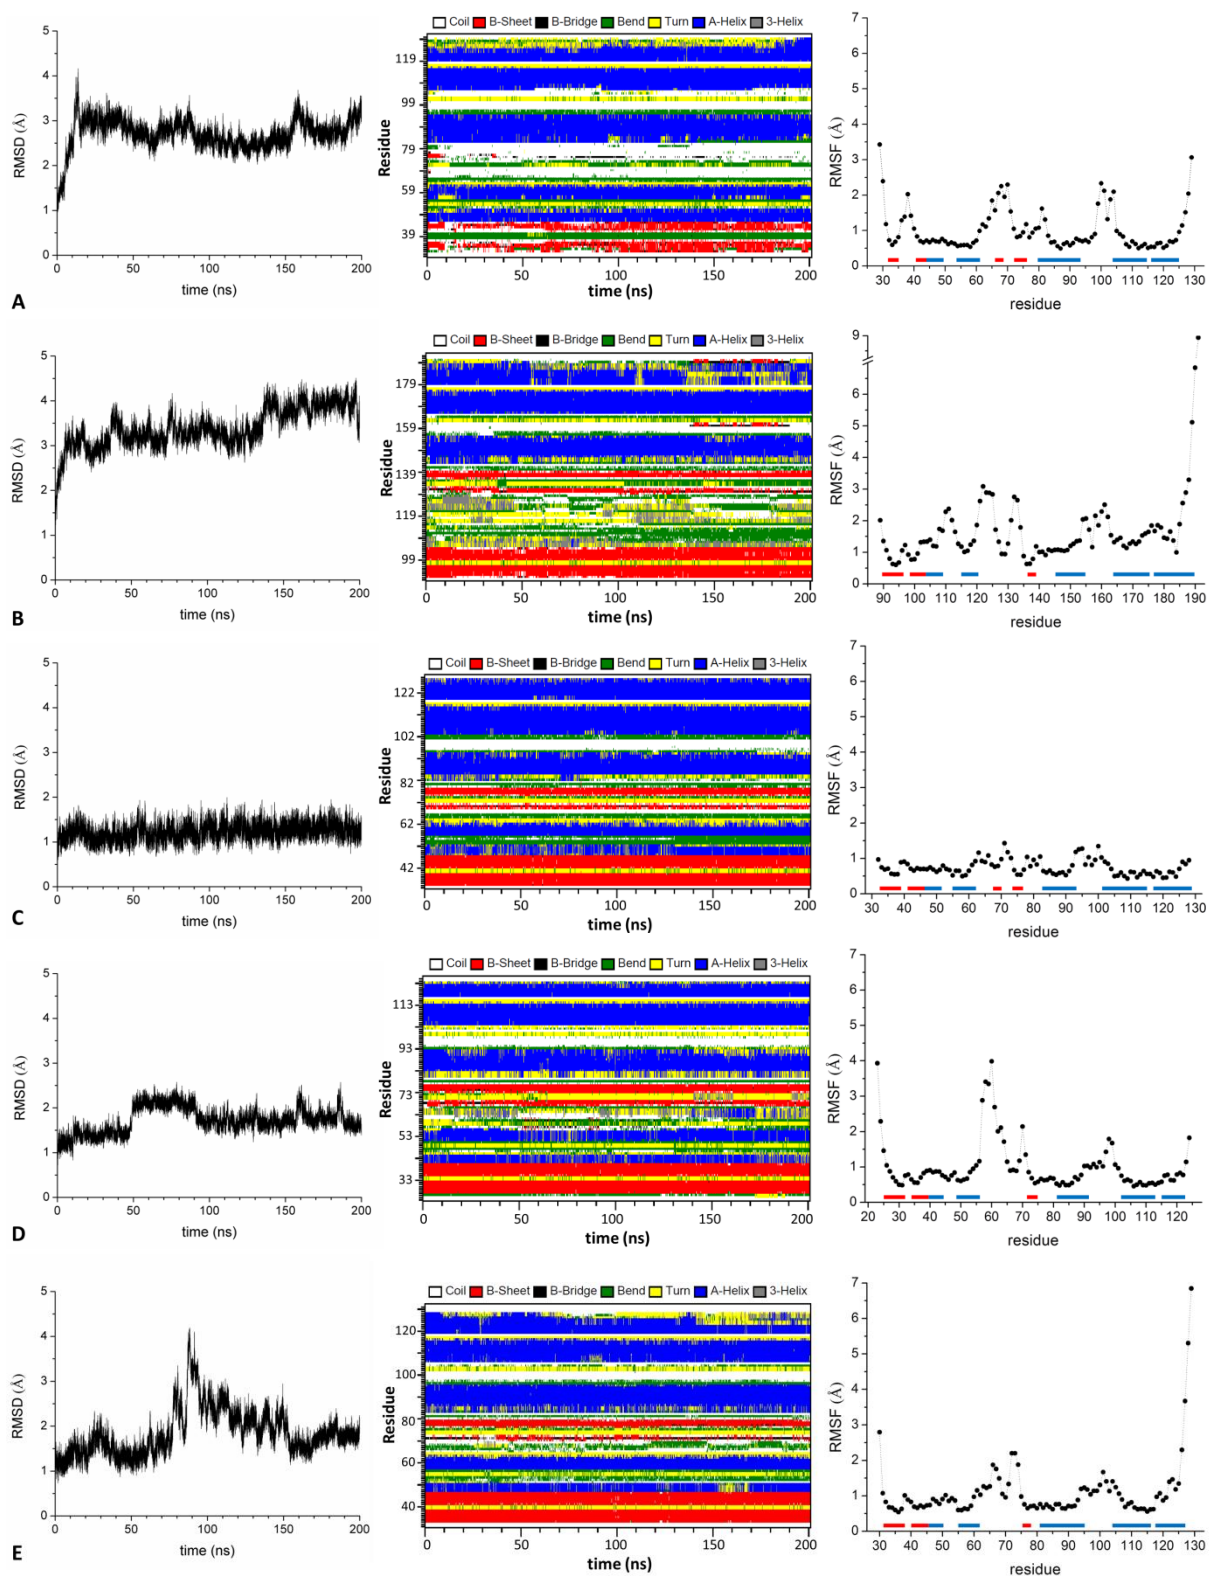 Coil B-Sheet B-Bridge Bend Turn A-Helix 3-Helix
RMSD (Å)
5
4
3
2
1
0
0 50 100 150 200
time (ns)
Residue
119
99
79
59
39
0 50 100 150 200
time (ns)
RMSF (Å)
7
6
5
4
3
2
1
0
30 40 50 60 70 80 90 100 110 120 130
residue
A
Coil B-Sheet B-Bridge Bend Turn A-Helix 3-Helix
RMSD (Å)
5
4
3
2
1
0
0 50 100 150 200
time (ns)
Residue
179
159
139
119
99
0 50 100 150 200
time (ns)
RMSF (Å)
9
6
5
4
3
2
1
0
90 100 110 120 130 140 150 160 170 180 190
residue
B
Coil B-Sheet B-Bridge Bend Turn A-Helix 3-Helix
RMSD (Å)
5
4
3
2
1
0
0 50 100 150 200
time (ns)
Residue
122
102
82
62
42
0 50 100 150 200
time (ns)
RMSF (Å)
7
6
5
4
3
2
1
0
30 40 50 60 70 80 90 100 110 120 130
residue
C
Coil B-Sheet B-Bridge Bend Turn A-Helix 3-Helix
RMSD (Å)
5
4
3
2
1
0
0 50 100 150 200
time (ns)
Residue
113
93
73
53
33
0 50 100 150 200
time (ns)
RMSF (Å)
7
6
5
4
3
2
1
0
20 30 40 50 60 70 80 90 100 110 120
residue
D
Coil B-Sheet B-Bridge Bend Turn A-Helix 3-Helix
RMSD (Å)
5
4
3
2
1
0
0 50 100 150 200
time (ns)
Residue
120
100
80
60
40
0 50 100 150 200
time (ns)
RMSF (Å)
7
6
5
4
3
2
1
0
30 40 50 60 70 80 90 100 110 120 130
residue
E